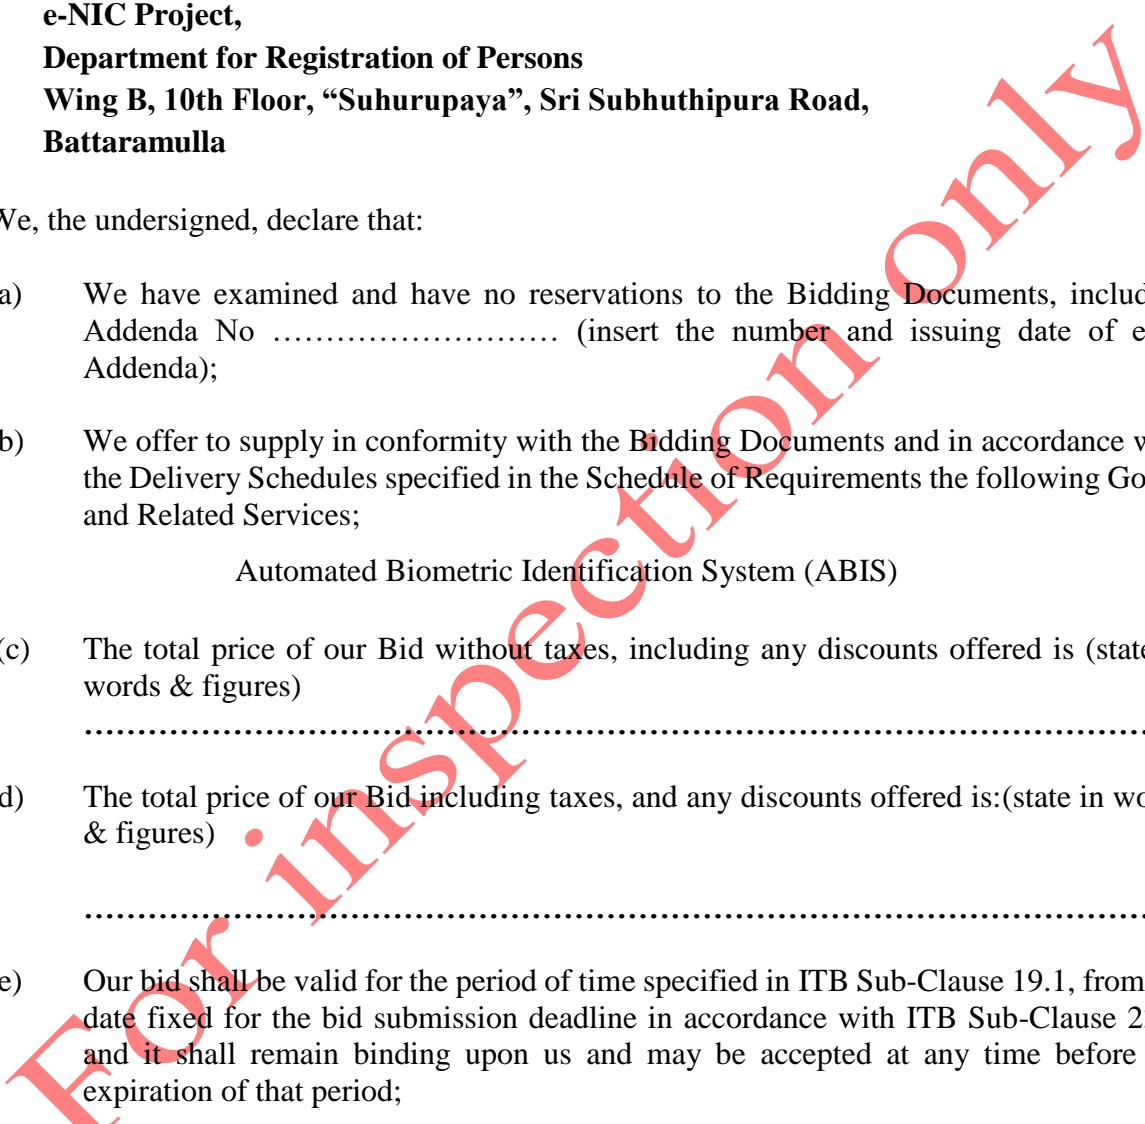 e-NIC Project,
Department for Registration of Persons
Wing B, 10th Floor, “Suhurupaya”, Sri Subhuthipura Road,
Battaramulla
We, the undersigned, declare that:
a) We have examined and have no reservations to the Bidding Documents, includ
Addenda No ……………………… (insert the number and issuing date of e
Addenda);
b) We offer to supply in conformity with the Bidding Documents and in accordance w
the Delivery Schedules specified in the Schedule of Requirements the following Go
and Related Services;
Automated Biometric Identification System (ABIS)
(c) The total price of our Bid without taxes, including any discounts offered is (state
words & figures)
…………………………………………………………………………………………
d) The total price of our Bid including taxes, and any discounts offered is:(state in wo
& figures)
…………………………………………………………………………………………
e) Our bid shall be valid for the period of time specified in ITB Sub-Clause 19.1, from
date fixed for the bid submission deadline in accordance with ITB Sub-Clause 2
and it shall remain binding upon us and may be accepted at any time before
expiration of that period;
For inspection only